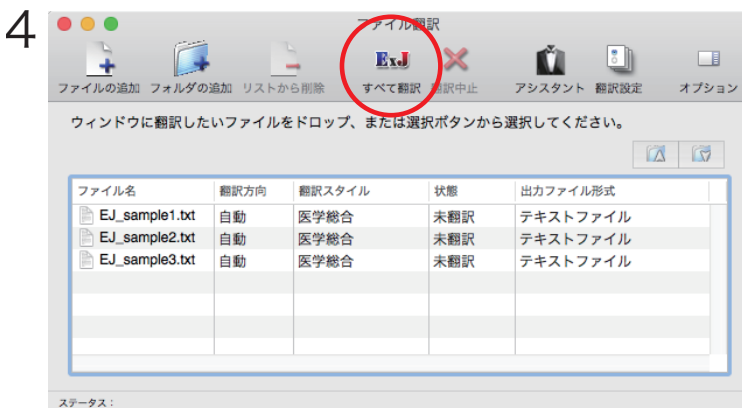 4
ファイル翻訳
ExJ
ファイルの追加 フォルダの追加 リストから削除 すべて翻訳 翻訳中止 アシスタント 翻訳設定 オプション
ウィンドウに翻訳したいファイルをドロップ、または選択ボタンから選択してください。
ファイル名 翻訳方向 翻訳スタイル 状態 出力ファイル形式
EJ_sample1.txt 自動 医学総合 未翻訳 テキストファイル
EJ_sample2.txt 自動 医学総合 未翻訳 テキストファイル
EJ_sample3.txt 自動 医学総合 未翻訳 テキストファイル
ステータス：